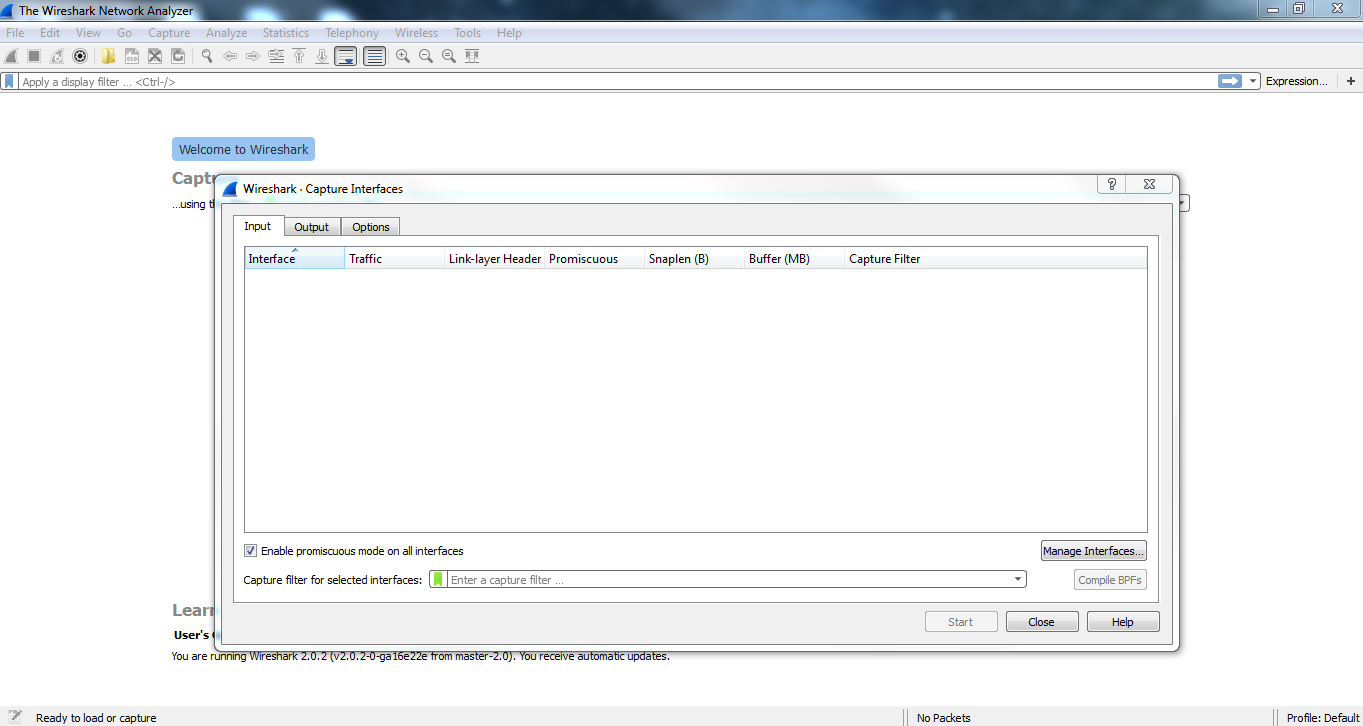 The Wireshark Network Analyzer
File Edit View Go Capture Analyze Statistics Telephony Wireless Tools Help
Apply a display filter ... <Ctrl-/>
Expression... +
Welcome to Wireshark
Capt
...using th
Wireshark · Capture Interfaces
Input Output Options
Interface Traffic Link-layer Header Promiscuous Snaplen (B) Buffer (MB) Capture Filter
Enable promiscuous mode on all interfaces
Manage Interfaces...
Capture filter for selected interfaces: Enter a capture filter ...
Compile BPFs
Start Close Help
Learn
User's
You are running Wireshark 2.0.2 (v2.0.2-0-ga16e22e from master-2.0). You receive automatic updates.
Ready to load or capture
No Packets
Profile: Default